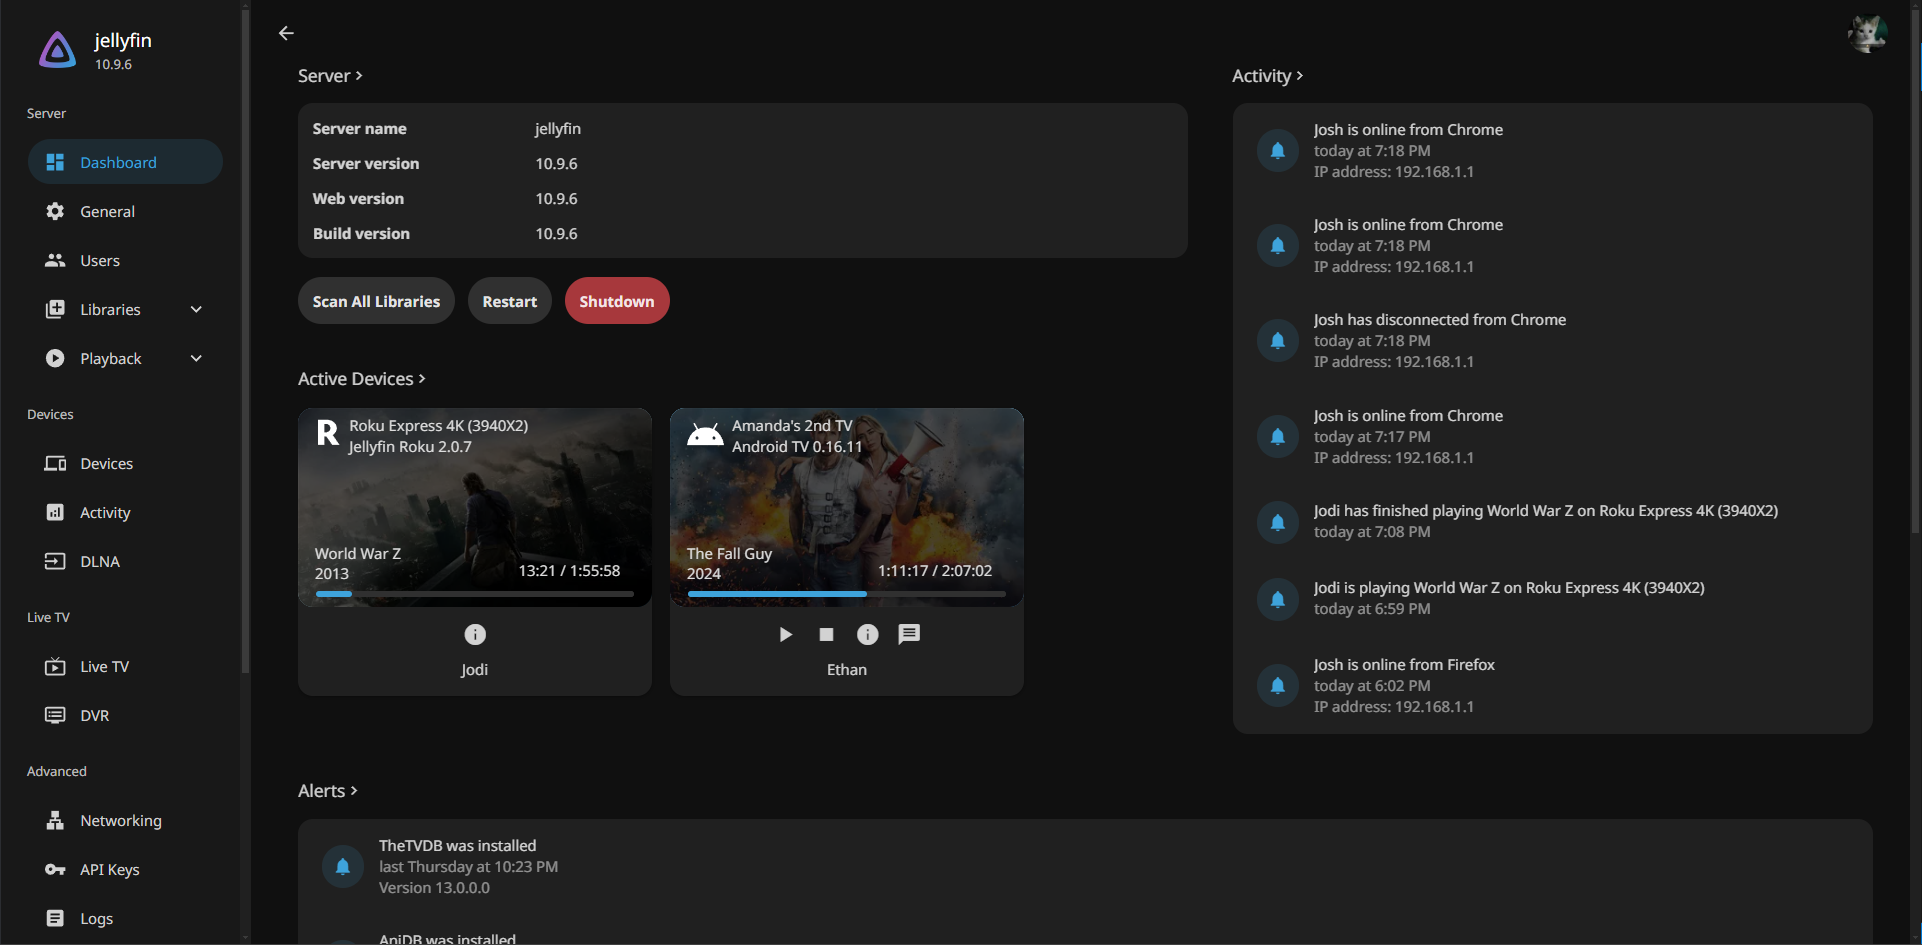 jellyfin
10.9.6
Server
Dashboard
General
Users
Libraries
Playback
Devices
Devices
Activity
DLNA
Live TV
Live TV
DVR
Advanced
Networking
API Keys
Logs
Server
Server name jellyfin
Server version 10.9.6
Web version 10.9.6
Build version 10.9.6
Scan All Libraries Restart Shutdown
Active Devices
R Roku Express 4K (3940X2)
Jellyfin Roku 2.0.7
World War Z
2013
13:21 / 1:55:58
Jodi
Amanda's 2nd TV
Android TV 0.16.11
The Fall Guy
2024
1:11:17 / 2:07:02
Ethan
Activity
Josh is online from Chrome
today at 7:18 PM
IP address: 192.168.1.1
Josh is online from Chrome
today at 7:18 PM
IP address: 192.168.1.1
Josh has disconnected from Chrome
today at 7:18 PM
IP address: 192.168.1.1
Josh is online from Chrome
today at 7:17 PM
IP address: 192.168.1.1
Jodi has finished playing World War Z on Roku Express 4K (3940X2)
today at 7:08 PM
Jodi is playing World War Z on Roku Express 4K (3940X2)
today at 6:59 PM
Josh is online from Firefox
today at 6:02 PM
IP address: 192.168.1.1
Alerts
TheTVDB was installed
last Thursday at 10:23 PM
Version 13.0.0.0
AniDB was installed